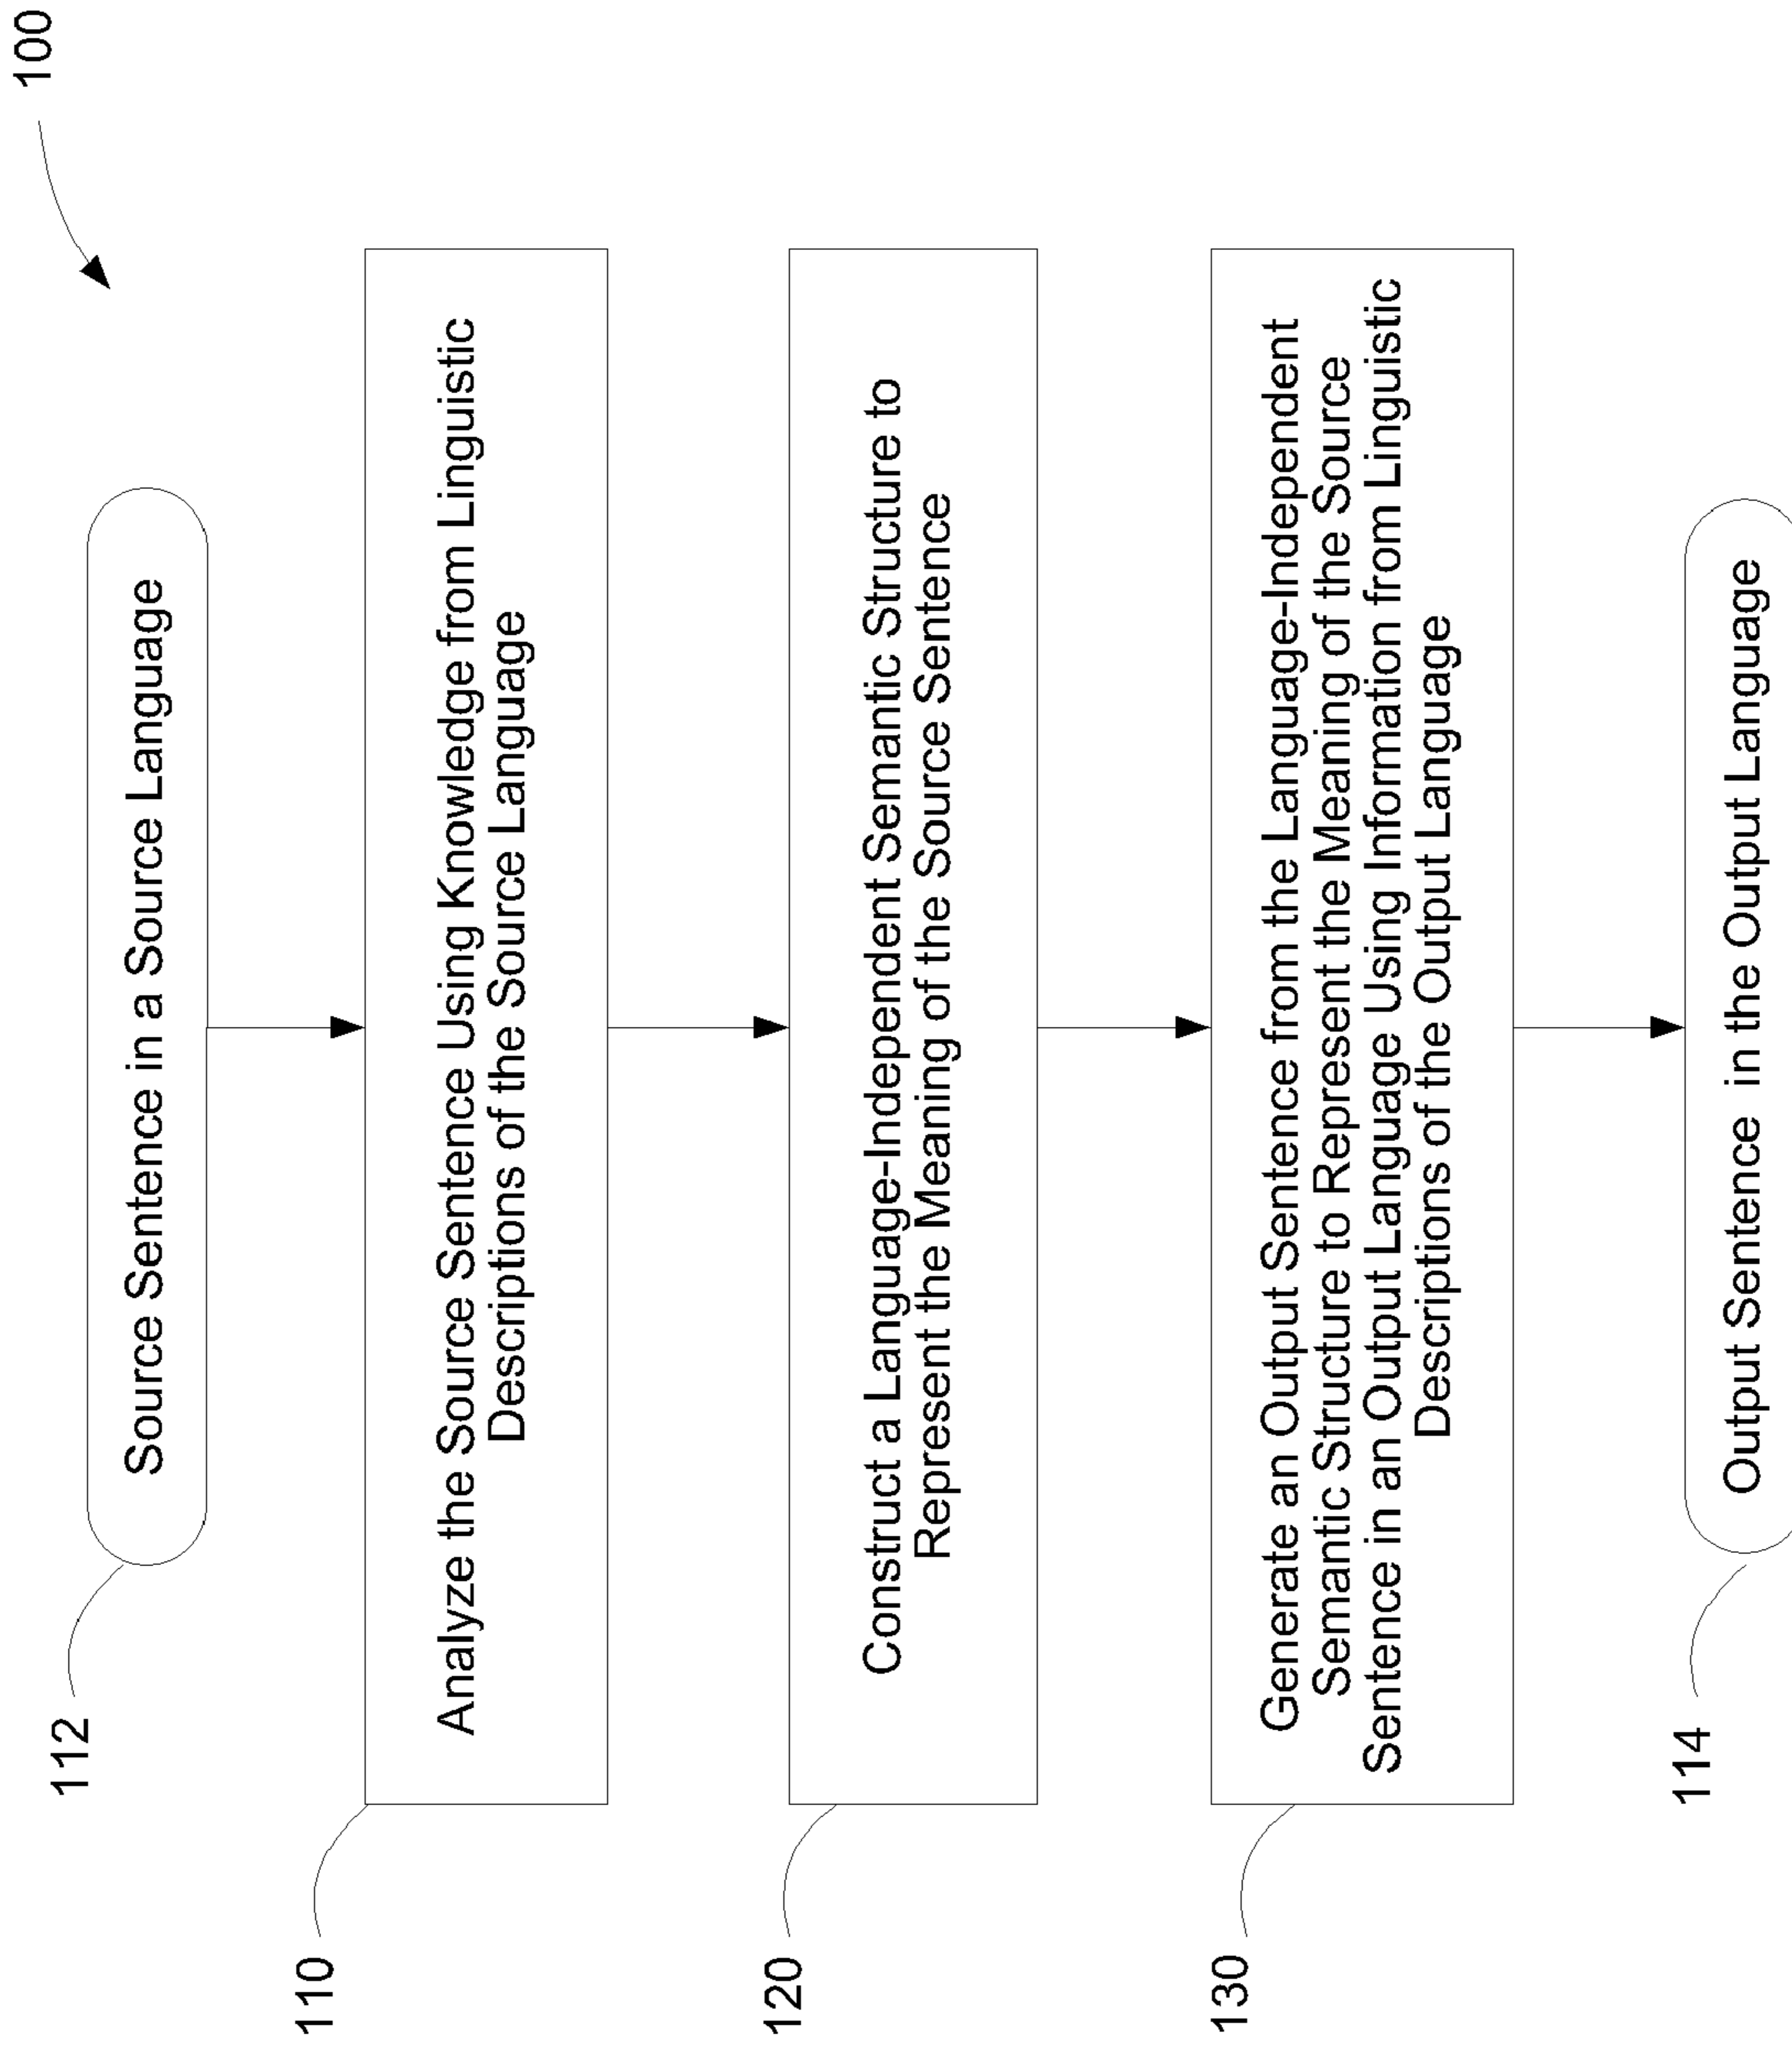 100
112
Source Sentence in a Source Language
110
Analyze the Source Sentence Using Knowledge from Linguistic
Descriptions of the Source Language
120
Construct a Language-Independent Semantic Structure to
Represent the Meaning of the Source Sentence
130
Generate an Output Sentence from the Language-Independent
Semantic Structure to Represent the Meaning of the Source
Sentence in an Output Language Using Information from Linguistic
Descriptions of the Output Language
114
Output Sentence in the Output Language